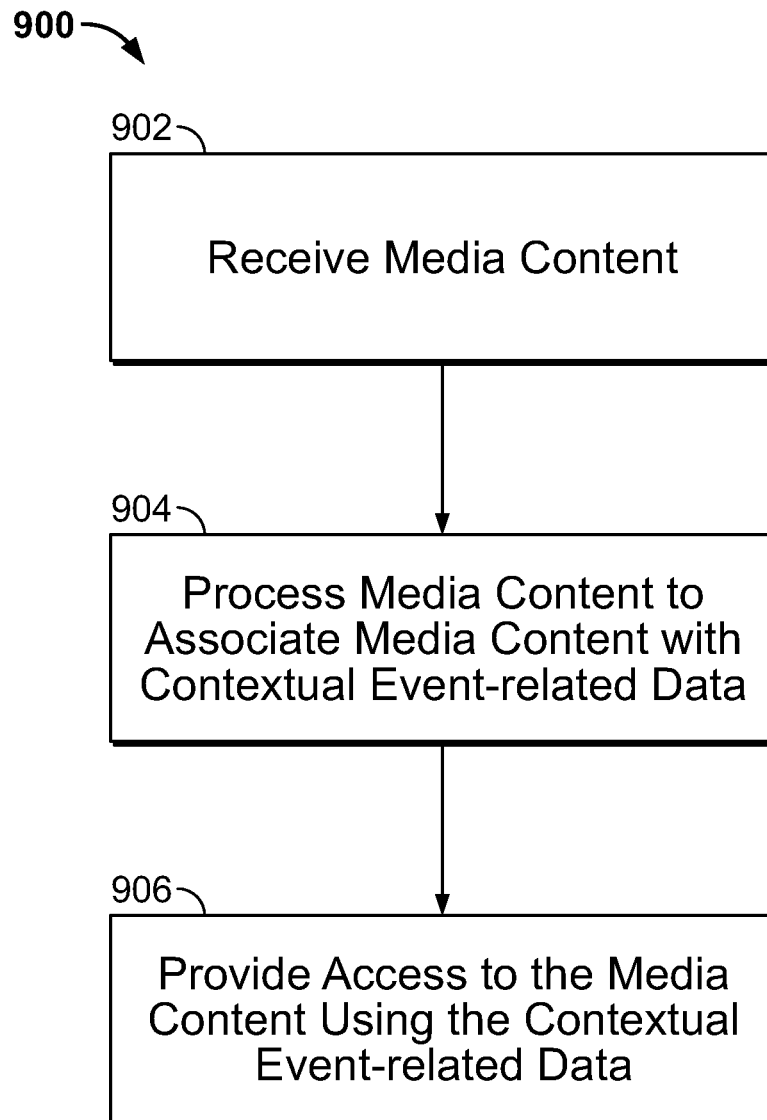 900
902
Receive Media Content
904
Process Media Content to
Associate Media Content with
Contextual Event-related Data
906
Provide Access to the Media
Content Using the Contextual
Event-related Data